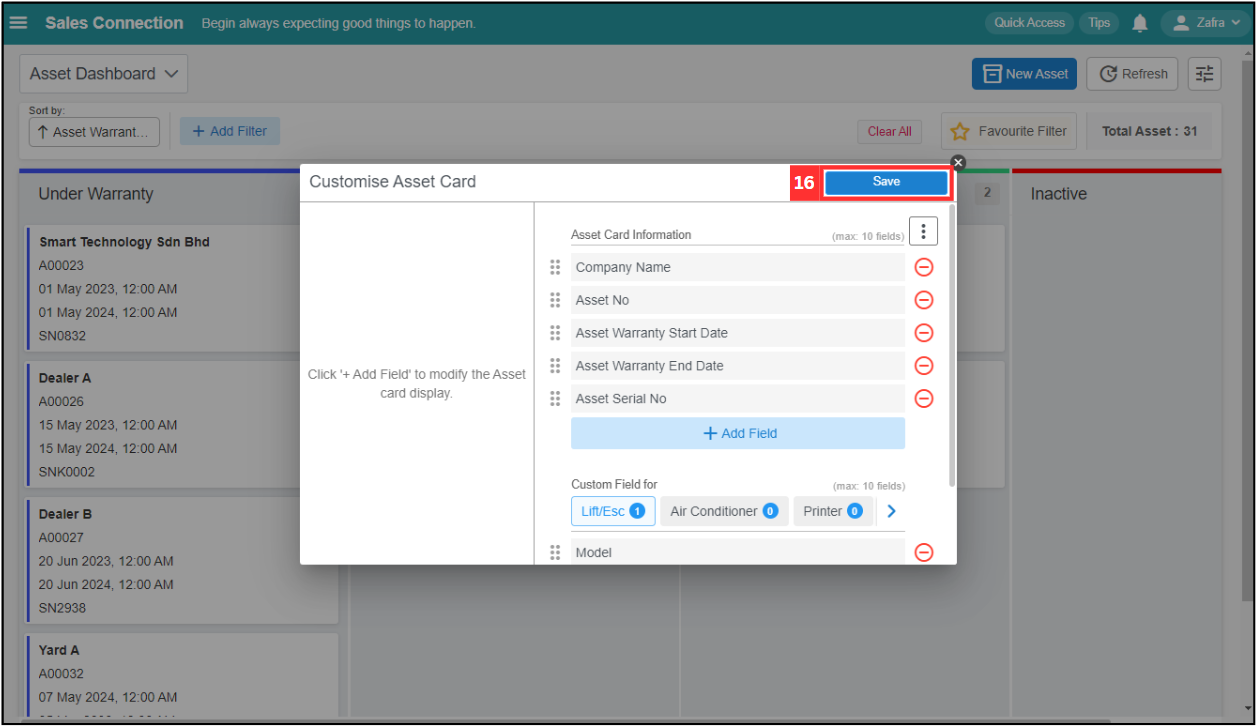 Sales Connection Begin always expecting good things to happen. Quick Access Tips Zafra
Asset Dashboard New Asset Refresh
Sort by:
Asset Warrant... + Add Filter Clear All Favourite Filter Total Asset : 31
Customise Asset Card 16 Save
Under Warranty 2 Inactive
Smart Technology Sdn Bhd
A00023
01 May 2023, 12:00 AM
01 May 2024, 12:00 AM
SN0832
Dealer A
A00026
15 May 2023, 12:00 AM
15 May 2024, 12:00 AM
SNK0002
Dealer B
A00027
20 Jun 2023, 12:00 AM
20 Jun 2024, 12:00 AM
SN2938
Yard A
A00032
07 May 2024, 12:00 AM
Click '+ Add Field' to modify the Asset
card display.
Asset Card Information (max: 10 fields)
Company Name
Asset No
Asset Warranty Start Date
Asset Warranty End Date
Asset Serial No
+ Add Field
Custom Field for (max: 10 fields)
Lift/Esc 1 Air Conditioner 0 Printer 0
Model